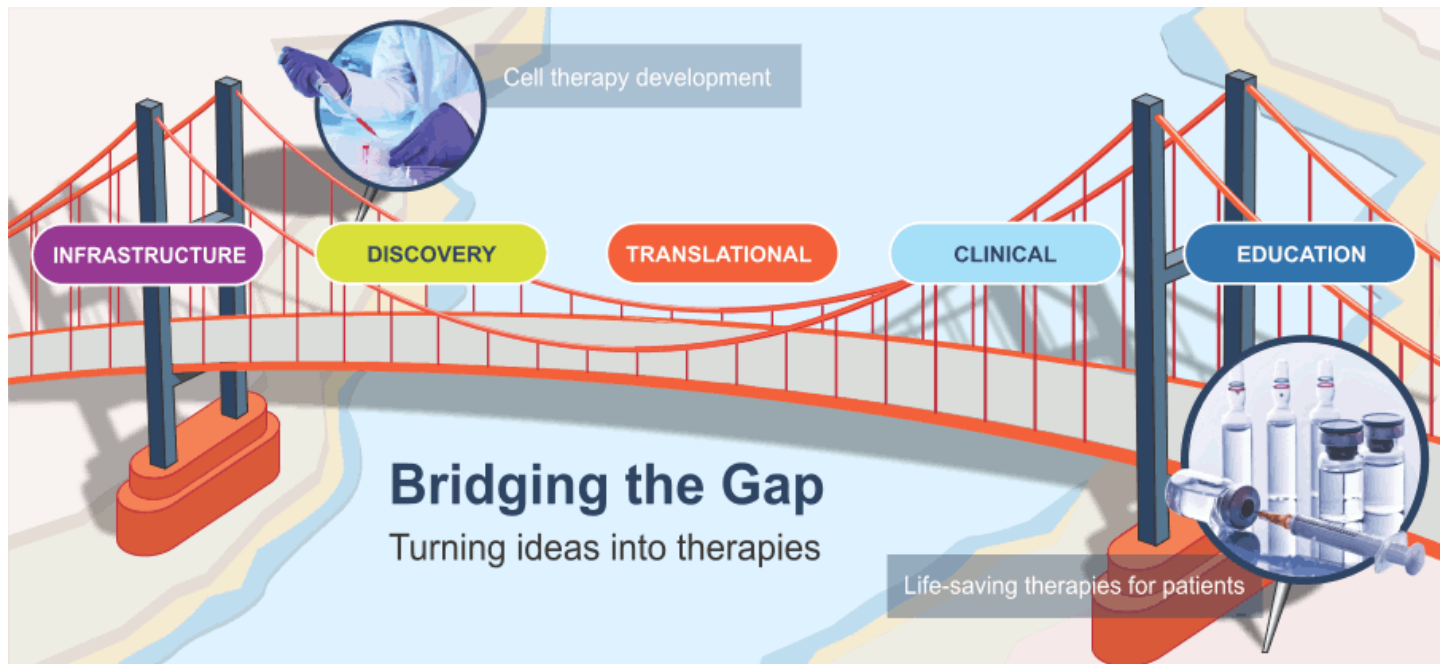 Cell therapy development
INFRASTRUCTURE
DISCOVERY
TRANSLATIONAL
CLINICAL
EDUCATION
Bridging the Gap
Turning ideas into therapies
Life-saving therapies for patients